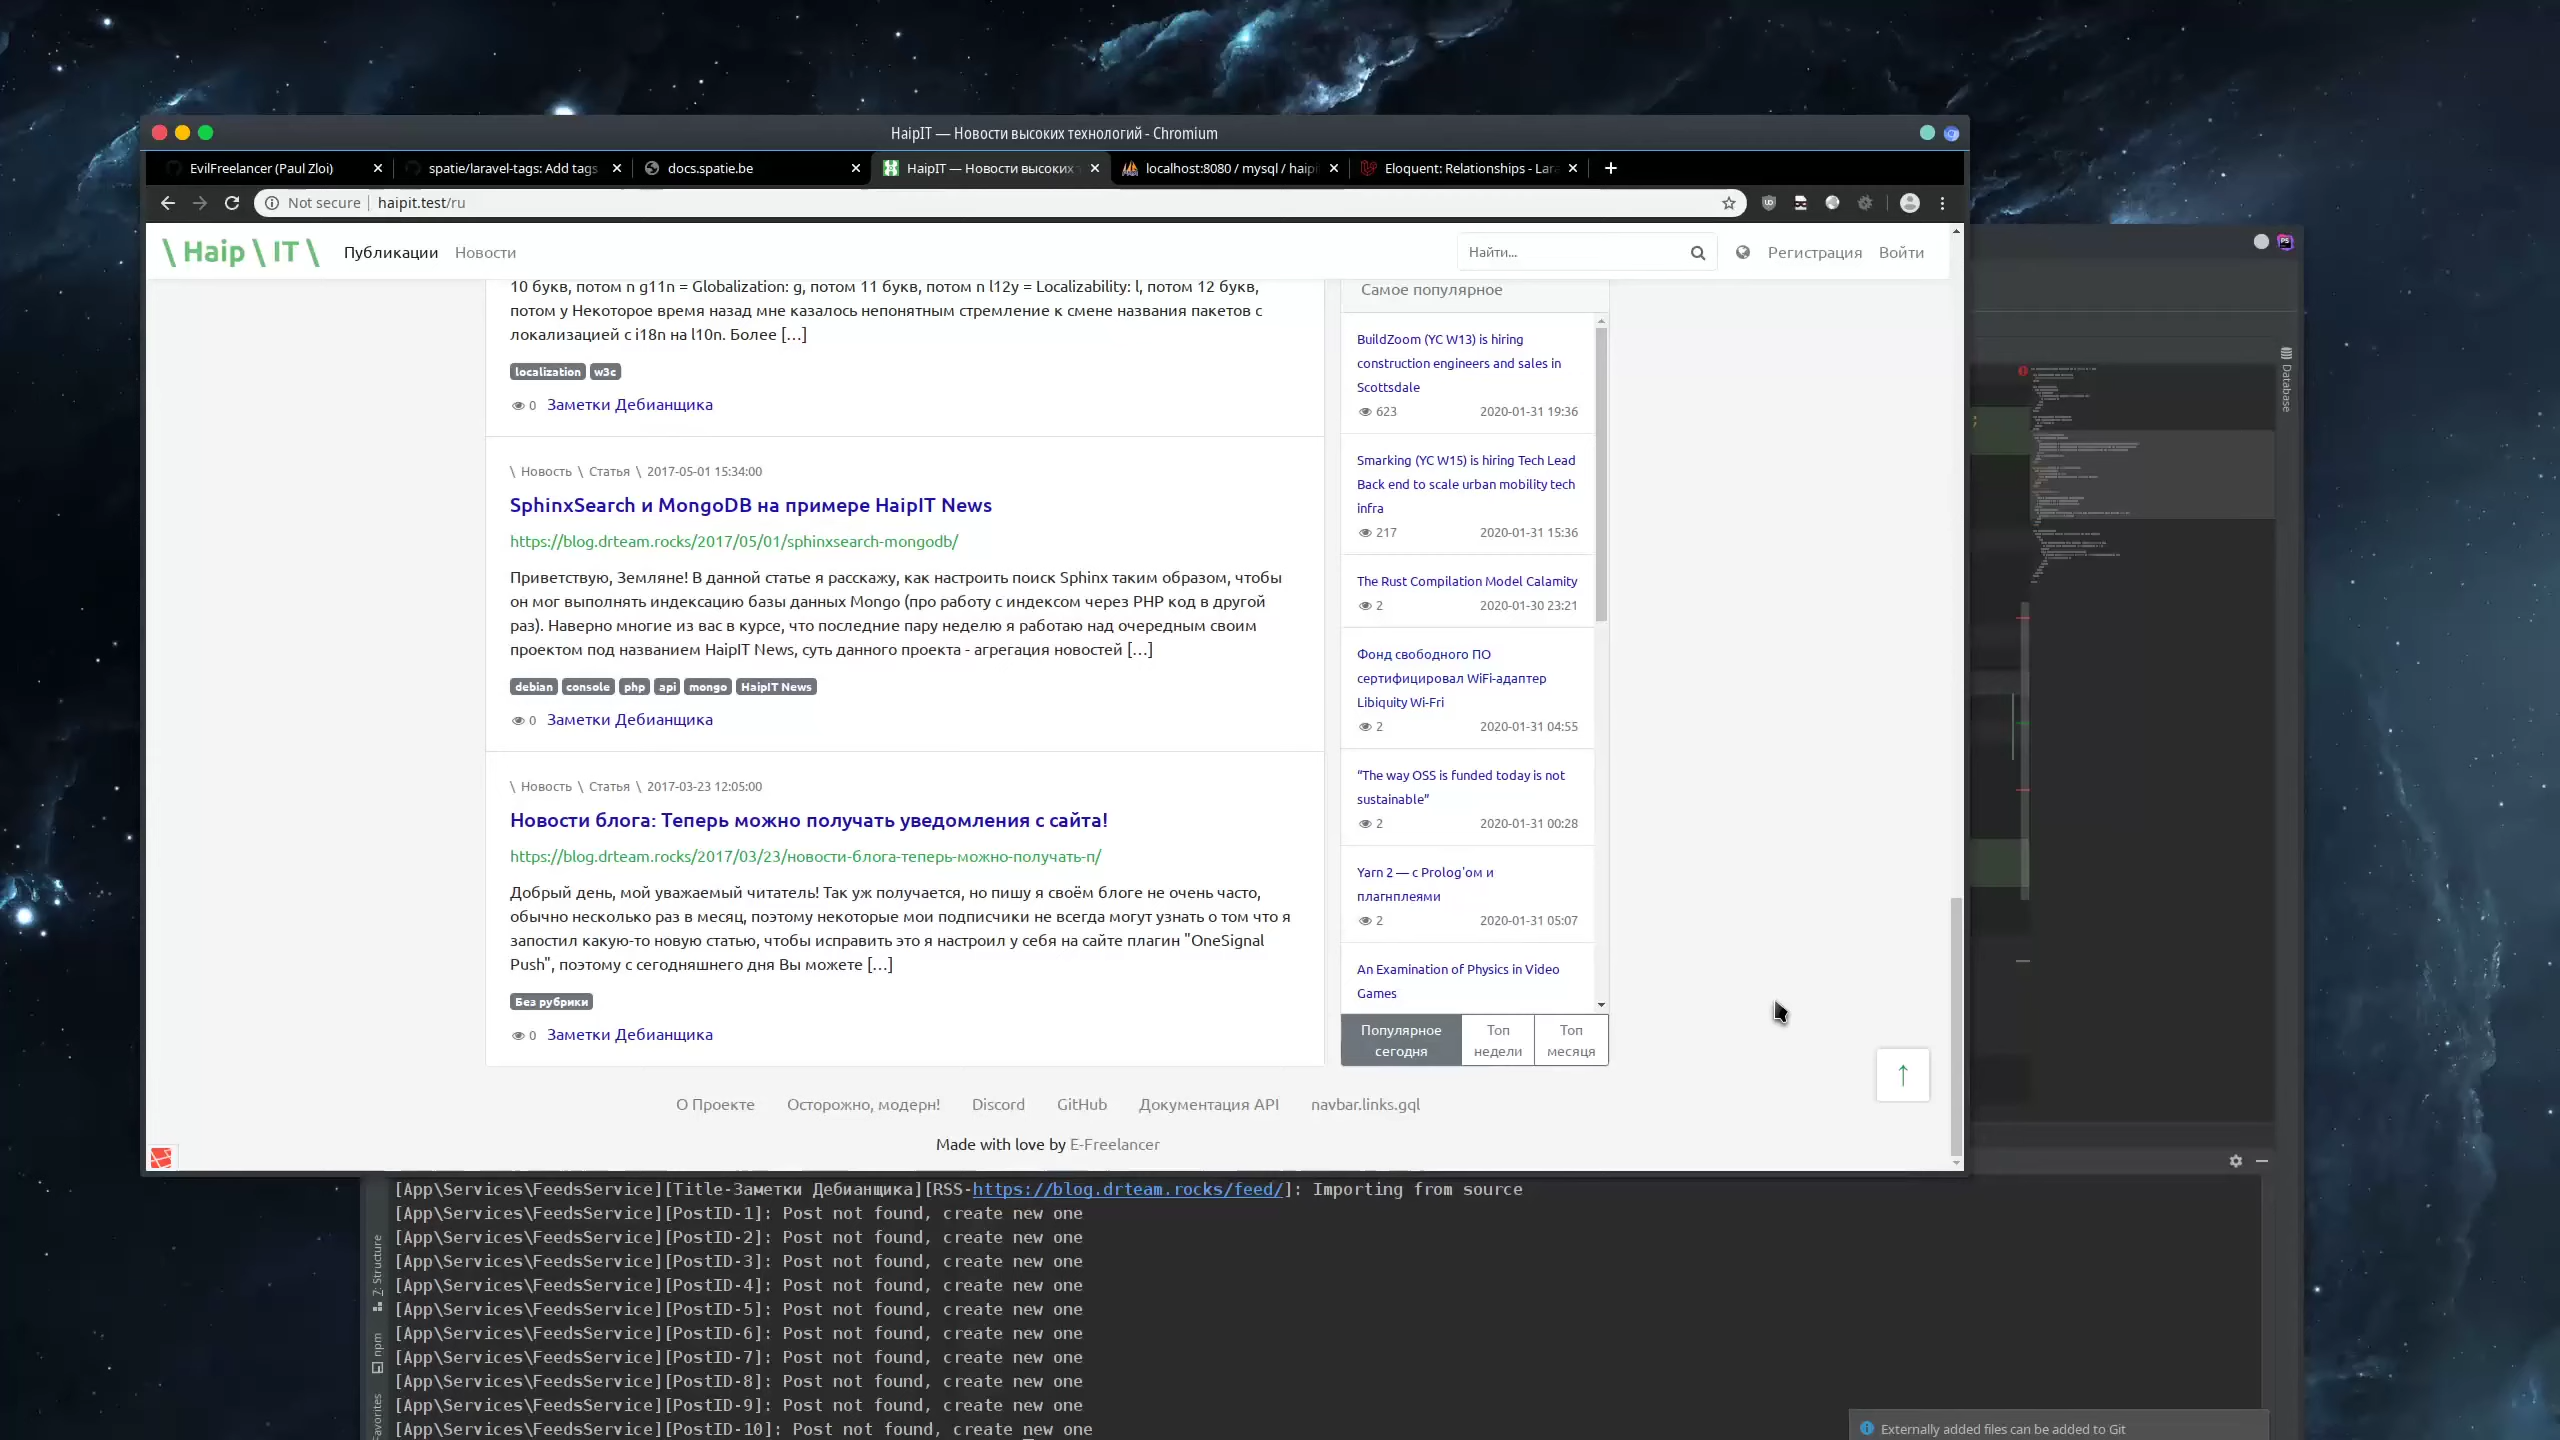 HaipIT — Новости высоких технологий - Chromium
EvilFreelancer (Paul Zloi)
spatie/laravel-tags: Add tags
docs.spatie.be
HaipIT — Новости высоких
localhost:8080 / mysql / haipi
Eloquent: Relationships - Lara
Not secure
haipit.test/ru
\ Haip \ IT \
Публикации
Новости
Найти...
Регистрация
Войти
10 букв, потом n g11n = Globalization: g, потом 11 букв, потом n l12y = Localizability: l, потом 12 букв,
потом y Некоторое время назад мне казалось непонятным стремление к смене названия пакетов с
локализацией с i18n на l10n. Более […]
localization w3c
0 Заметки Дебианщика
\ Новость \ Статья \ 2017-05-01 15:34:00
SphinxSearch и MongoDB на примере HaipIT News
https://blog.drteam.rocks/2017/05/01/sphinxsearch-mongodb/
Приветствую, Земляне! В данной статье я расскажу, как настроить поиск Sphinx таким образом, чтобы
он мог выполнять индексацию базы данных Mongo (про работу с индексом через PHP код в другой
раз). Наверно многие из вас в курсе, что последние пару неделю я работаю над очередным своим
проектом под названием HaipIT News, суть данного проекта - агрегация новостей […]
debian console php api mongo HaipIT News
0 Заметки Дебианщика
\ Новость \ Статья \ 2017-03-23 12:05:00
Новости блога: Теперь можно получать уведомления с сайта!
https://blog.drteam.rocks/2017/03/23/новости-блога-теперь-можно-получать-п/
Добрый день, мой уважаемый читатель! Так уж получается, но пишу я своём блоге не очень часто,
обычно несколько раз в месяц, поэтому некоторые мои подписчики не всегда могут узнать о том что я
запостил какую-то новую статью, чтобы исправить это я настроил у себя на сайте плагин "OneSignal
Push", поэтому с сегодняшнего дня Вы можете […]
Без рубрики
0 Заметки Дебианщика
Самое популярное
BuildZoom (YC W13) is hiring
construction engineers and sales in
Scottsdale
623 2020-01-31 19:36
Smarking (YC W15) is hiring Tech Lead
Back end to scale urban mobility tech
infra
217 2020-01-31 15:36
The Rust Compilation Model Calamity
2 2020-01-30 23:21
Фонд свободного ПО
сертифицировал WiFi-адаптер
Libiquity Wi-Fri
2 2020-01-31 04:55
“The way OSS is funded today is not
sustainable”
2 2020-01-31 00:28
Yarn 2 — с Prolog'ом и
плагнплеями
2 2020-01-31 05:07
An Examination of Physics in Video
Games
Популярное
сегодня
Топ
недели
Топ
месяца
↑
О Проекте
Осторожно, модерн!
Discord
GitHub
Документация API
navbar.links.gql
Made with love by E-Freelancer
Database
7: Structure
npm
Favorites
[App\Services\FeedsService][Title-Заметки Дебианщика][RSS-https://blog.drteam.rocks/feed/]: Importing from source
[App\Services\FeedsService][PostID-1]: Post not found, create new one
[App\Services\FeedsService][PostID-2]: Post not found, create new one
[App\Services\FeedsService][PostID-3]: Post not found, create new one
[App\Services\FeedsService][PostID-4]: Post not found, create new one
[App\Services\FeedsService][PostID-5]: Post not found, create new one
[App\Services\FeedsService][PostID-6]: Post not found, create new one
[App\Services\FeedsService][PostID-7]: Post not found, create new one
[App\Services\FeedsService][PostID-8]: Post not found, create new one
[App\Services\FeedsService][PostID-9]: Post not found, create new one
[App\Services\FeedsService][PostID-10]: Post not found, create new one
Externally added files can be added to Git